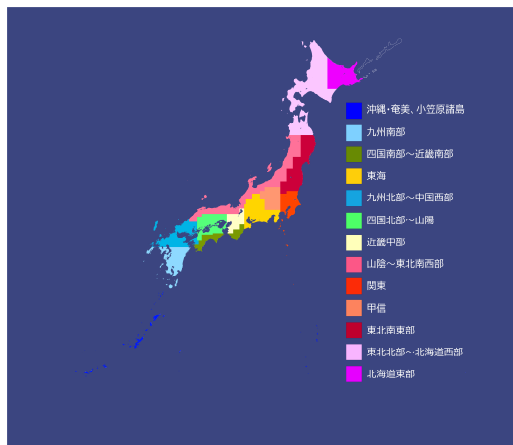 沖縄・奄美、小笠原諸島
九州南部
四国南部～近畿南部
東海
九州北部～中国西部
四国北部～山陽
近畿中部
山陰～東北南西部
関東
甲信
東北南東部
東北北部～北海道西部
北海道東部